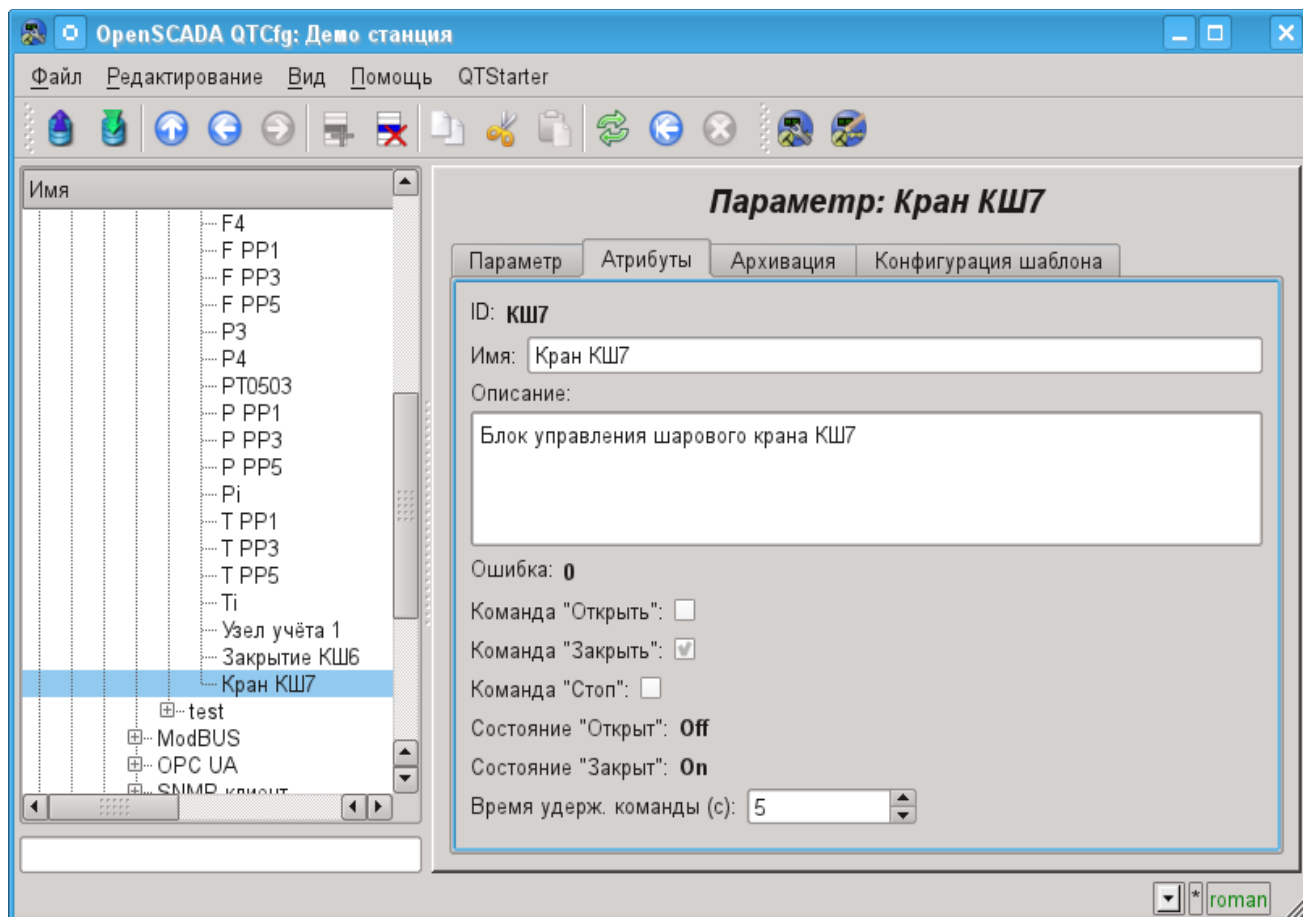 OpenSCADA QTCfg: Демо станция
Файл Редактирование Вид Помощь QTStarter
Имя
F4
F PP1
F PP3
F PP5
P3
P4
PT0503
P PP1
P PP3
P PP5
Pi
T PP1
T PP3
T PP5
Ti
Узел учёта 1
Закрытие КШ6
Кран КШ7
test
ModBUS
OPC UA
SNMP клиент
Параметр: Кран КШ7
Параметр Атрибуты Архивация Конфигурация шаблона
ID: КШ7
Имя: Кран КШ7
Описание:
Блок управления шарового крана КШ7
Ошибка: 0
Команда "Открыть":
Команда "Закрыть":
Команда "Стоп":
Состояние "Открыт": Off
Состояние "Закрыт": On
Время удерж. команды (с): 5
* roman